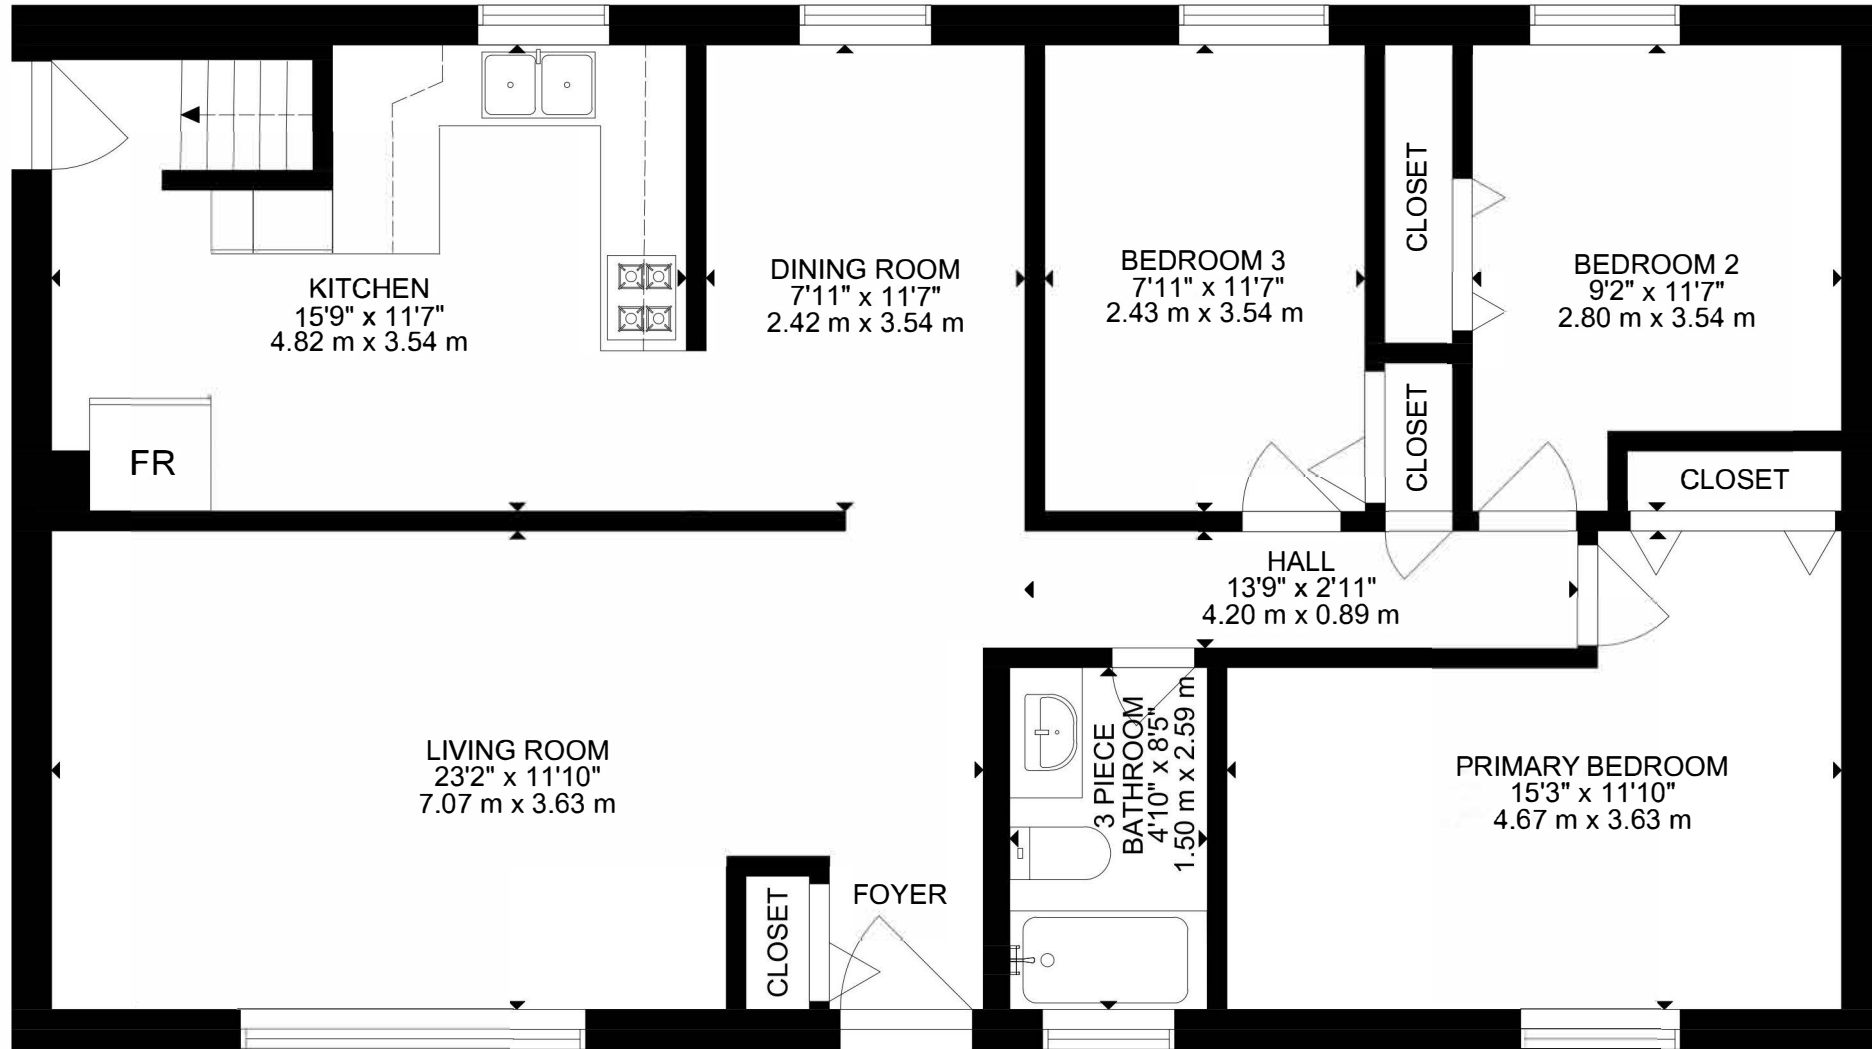 KITCHEN
15'9" x 11'7"
4.82 m x 3.54 m
DINING ROOM
7'11" x 11'7"
2.42 m x 3.54 m
BEDROOM 3
7'11" x 11'7"
2.43 m x 3.54 m
CLOSET
BEDROOM 2
9'2" x 11'7"
2.80 m x 3.54 m
FR
CLOSET
CLOSET
HALL
13'9" x 2'11"
4.20 m x 0.89 m
LIVING ROOM
23'2" x 11'10"
7.07 m x 3.63 m
3 PIECE
BATHROOM
4'10" x 8'5"
1.50 m x 2.59 m
PRIMARY BEDROOM
15'3" x 11'10"
4.67 m x 3.63 m
CLOSET
FOYER